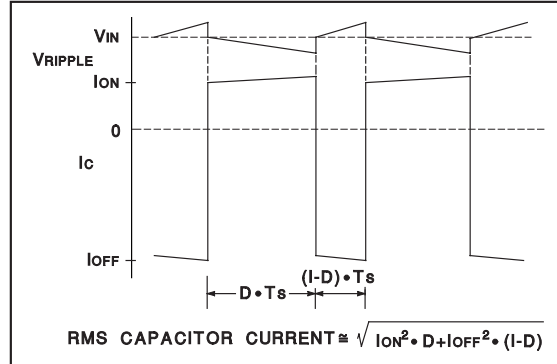 VIN
VRIPPLE
ION
0
IC
IOFF
(I-D)•TS
D•TS
RMS CAPACITOR CURRENT ≅ √ION²•D+IOFF²•(I-D)